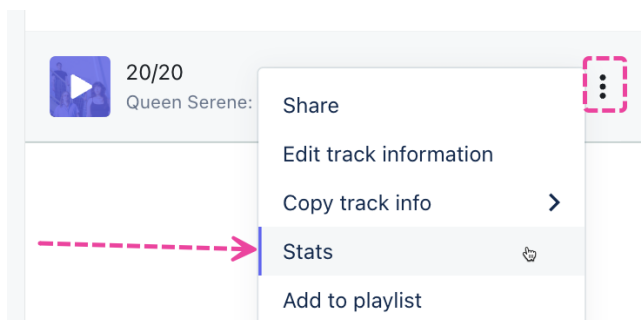 20/20
Queen Serene:
Share
Edit track information
Copy track info
Stats
Add to playlist